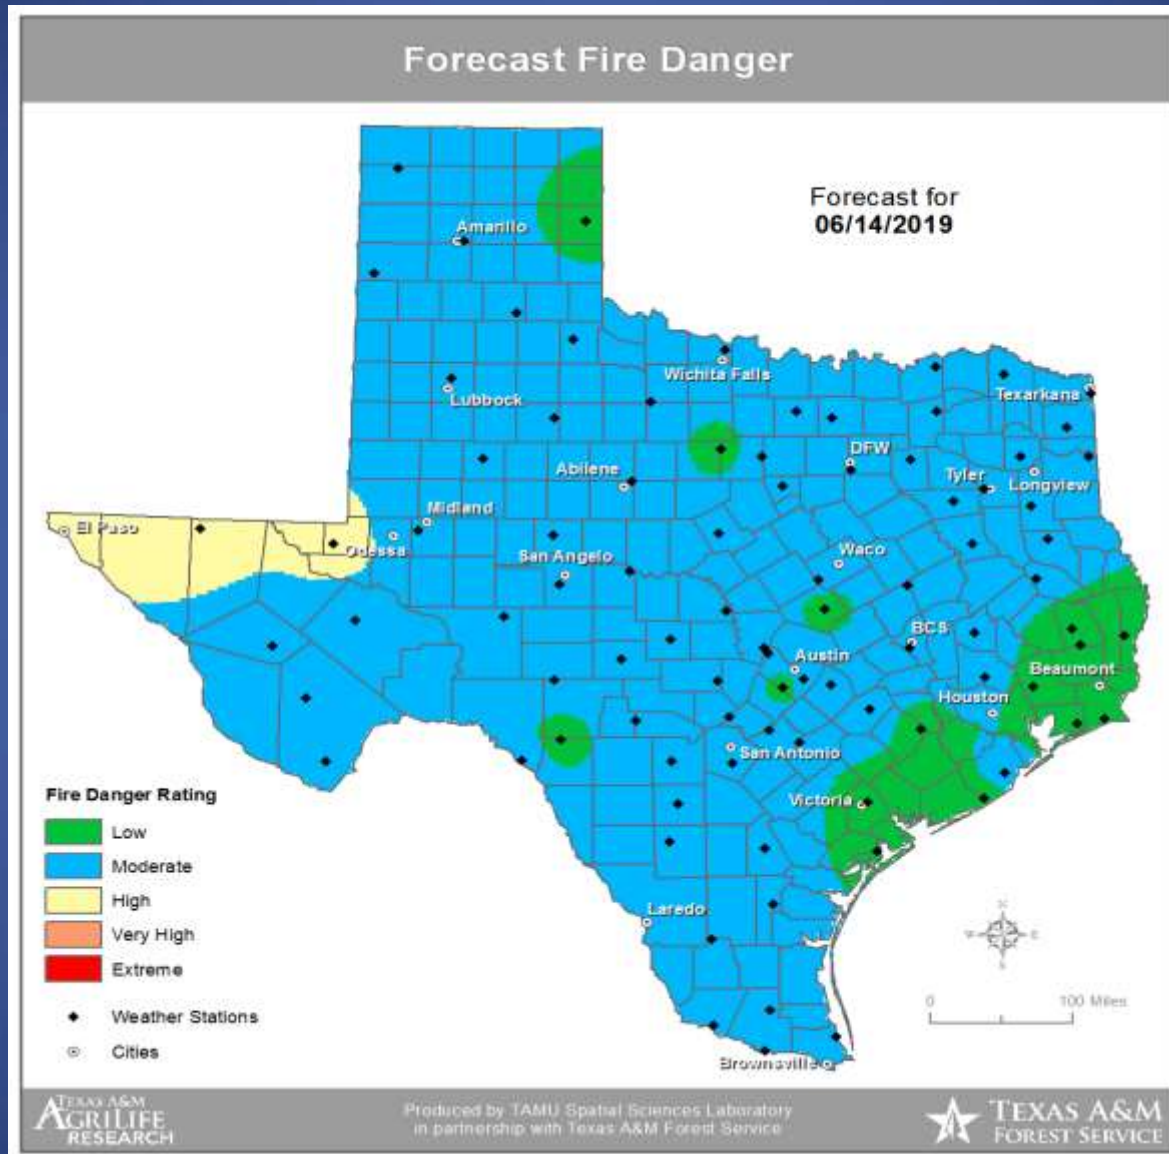 Forecast Fire Danger
Forecast for
06/14/2019
Amarillo
Wichita Falls
Lubbock
Texarkana
DFW
Abilene
Tyler
Longview
Midland
El Paso
Odessa
San Angelo
Waco
BCS
Austin
Beaumont
Houston
San Antonio
Victoria
Laredo
Brownsville
Fire Danger Rating
Low
Moderate
High
Very High
Extreme
Weather Stations
Cities
N
W
E
S
0
100 Miles
TEXAS A&M
AGRILIFE
RESEARCH
Produced by TAMU Spatial Sciences Laboratory
in partnership with Texas A&M Forest Service
TEXAS A&M
FOREST SERVICE